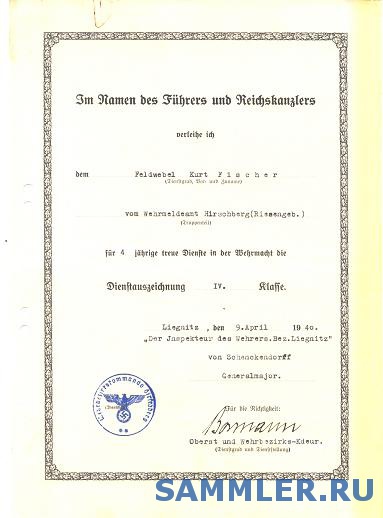 Im Namen des Führers und Reichskanzlers
verleihe ich
dem Feldwebel Kurt Fischer
(Dienstgrad, Vor- und Zuname)
vom Wehrmeldeamt Hirschberg(Riesengeb.)
(Truppenteil)
für 4 jährige treue Dienste in der Wehrmacht die
Dienstauszeichnung IV. Klasse.
Liegnitz, den 9.April 1940.
„Der Jnspekteur des Wehrers.Bez.Liegnitz"
von Schenckendorff
Generalmajor.
Für die Richtigkeit:
Bormann
Oberst und Wehrbezirks-Kdeur.
(Dienstgrad und Dienststellung)
SAMMLER.RU